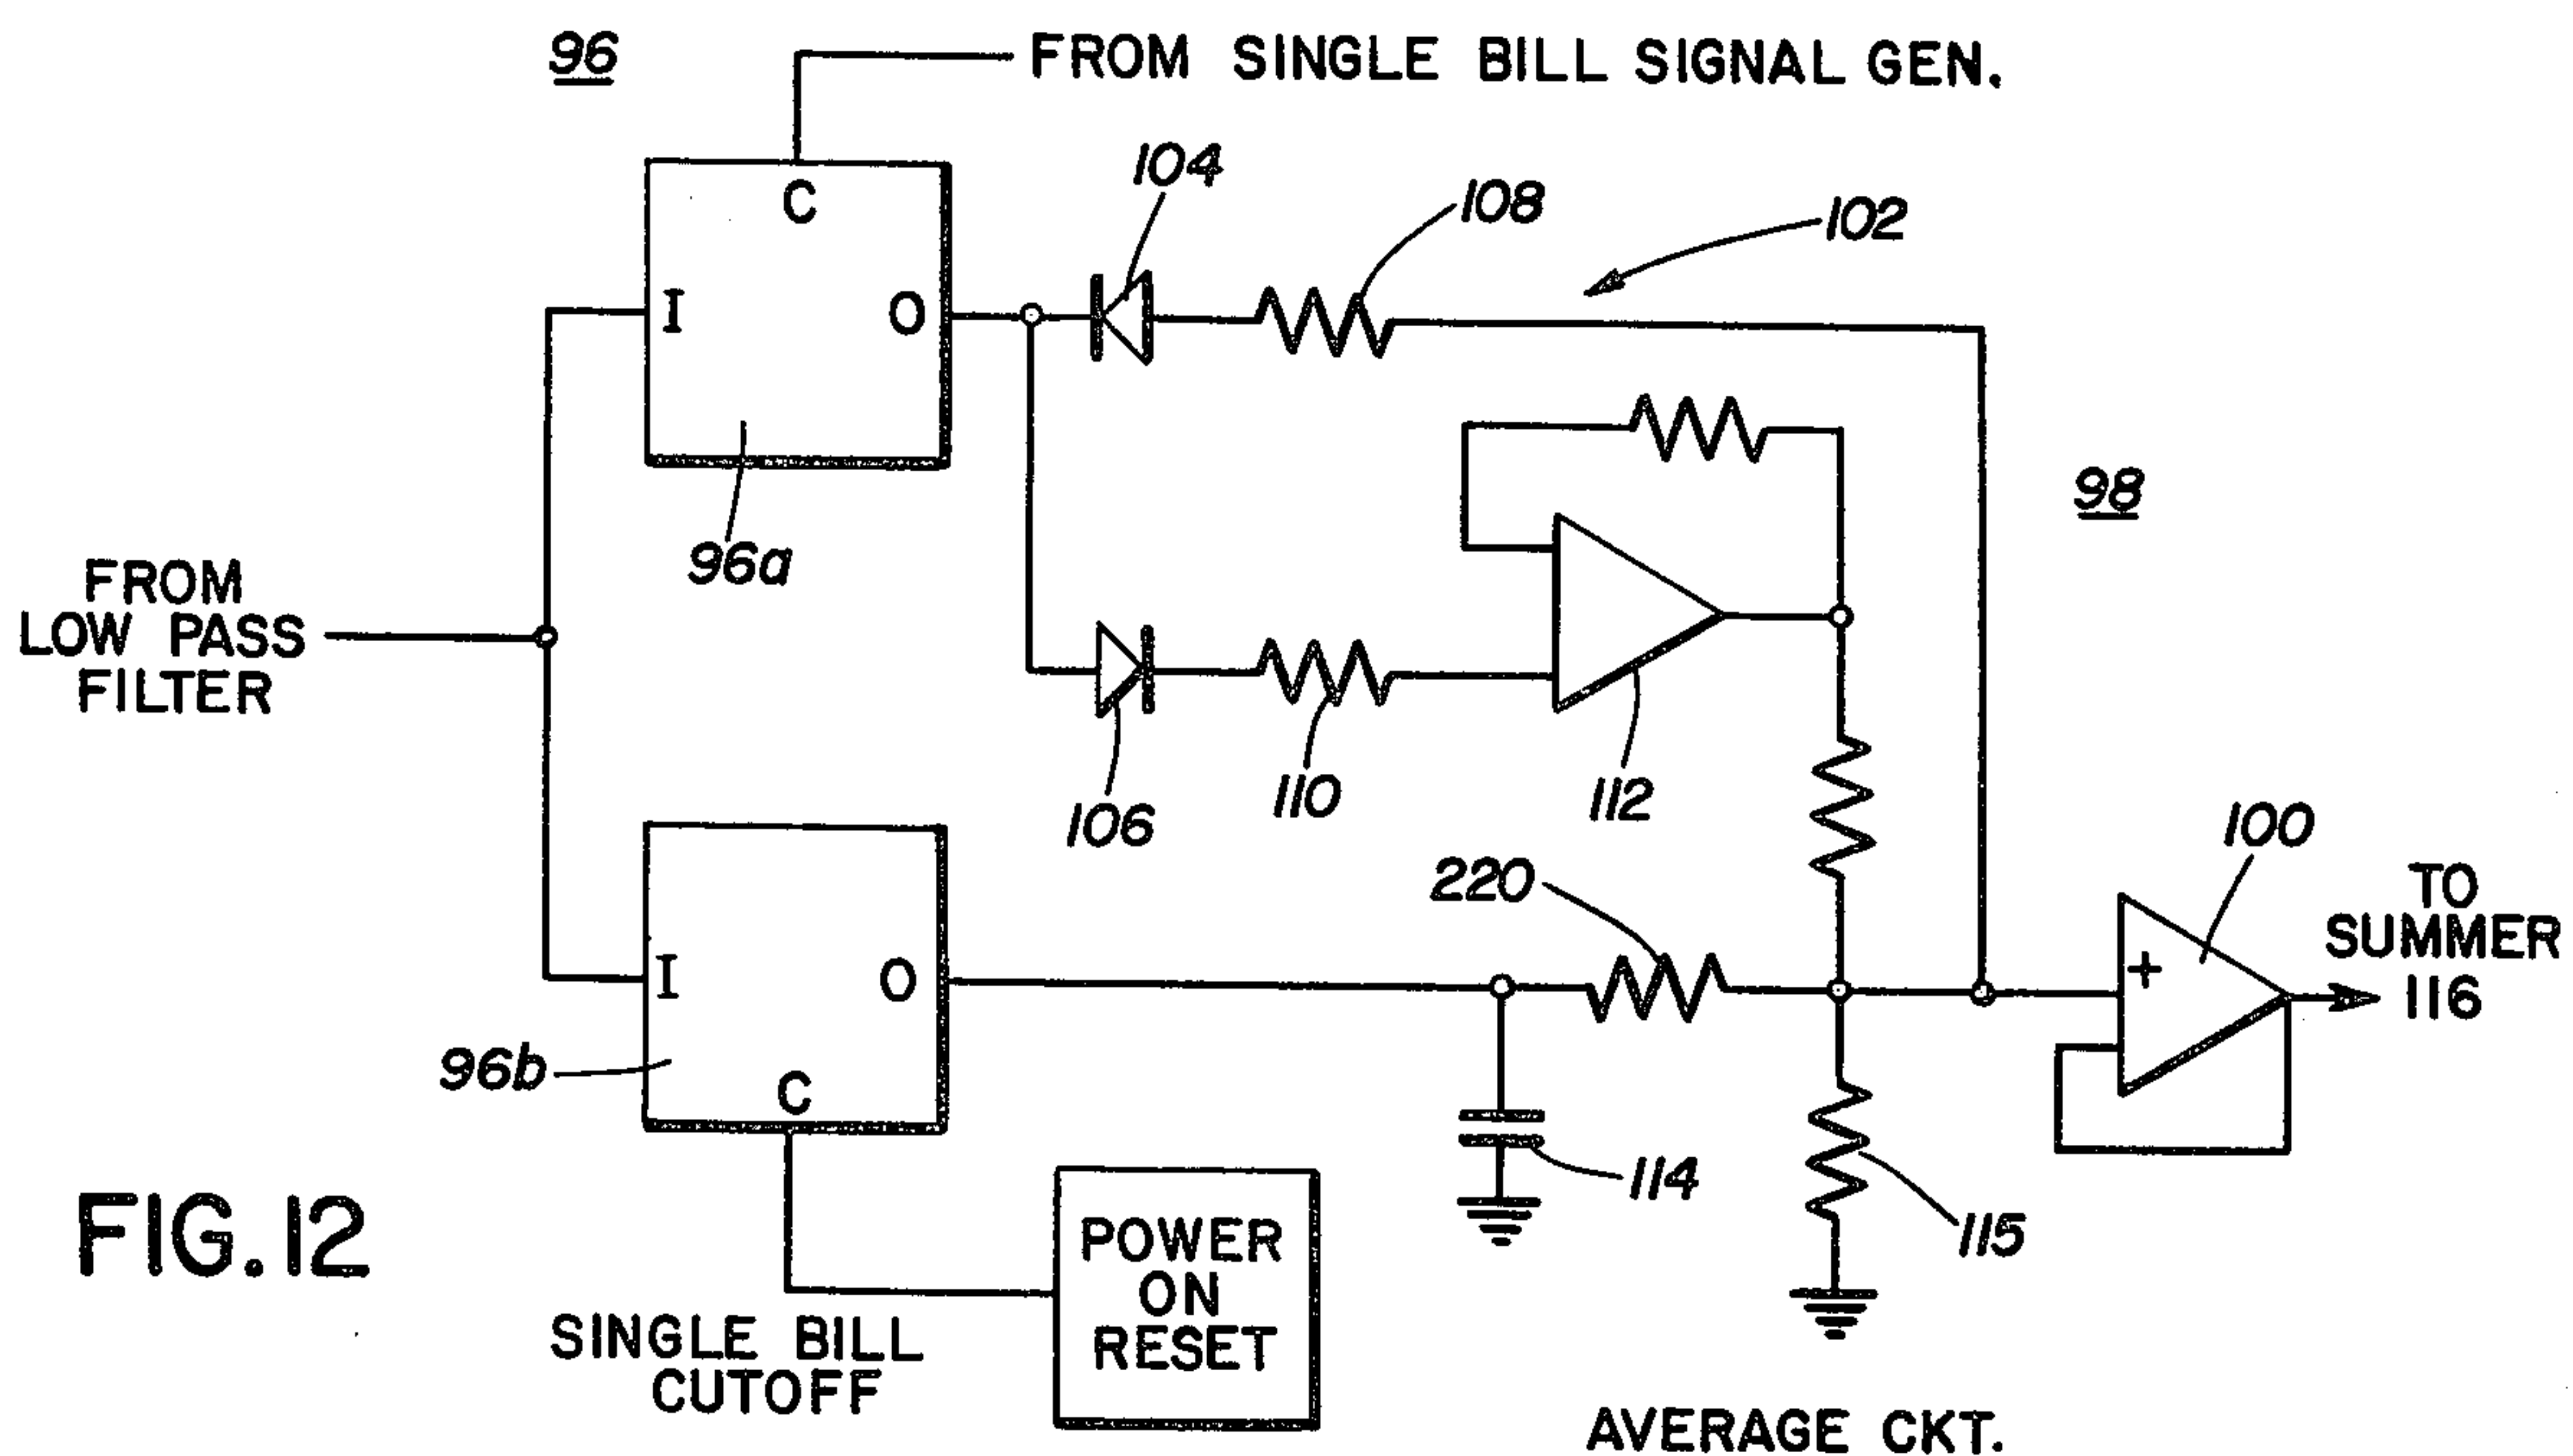 96
FROM SINGLE BILL SIGNAL GEN.
104
108
102
C
I
O
96a
98
FROM
LOW PASS
FILTER
106
110
112
220
100
TO
SUMMER
116
+
I
O
96b
C
114
115
FIG. 12
POWER
ON
RESET
SINGLE BILL
CUTOFF
AVERAGE CKT.